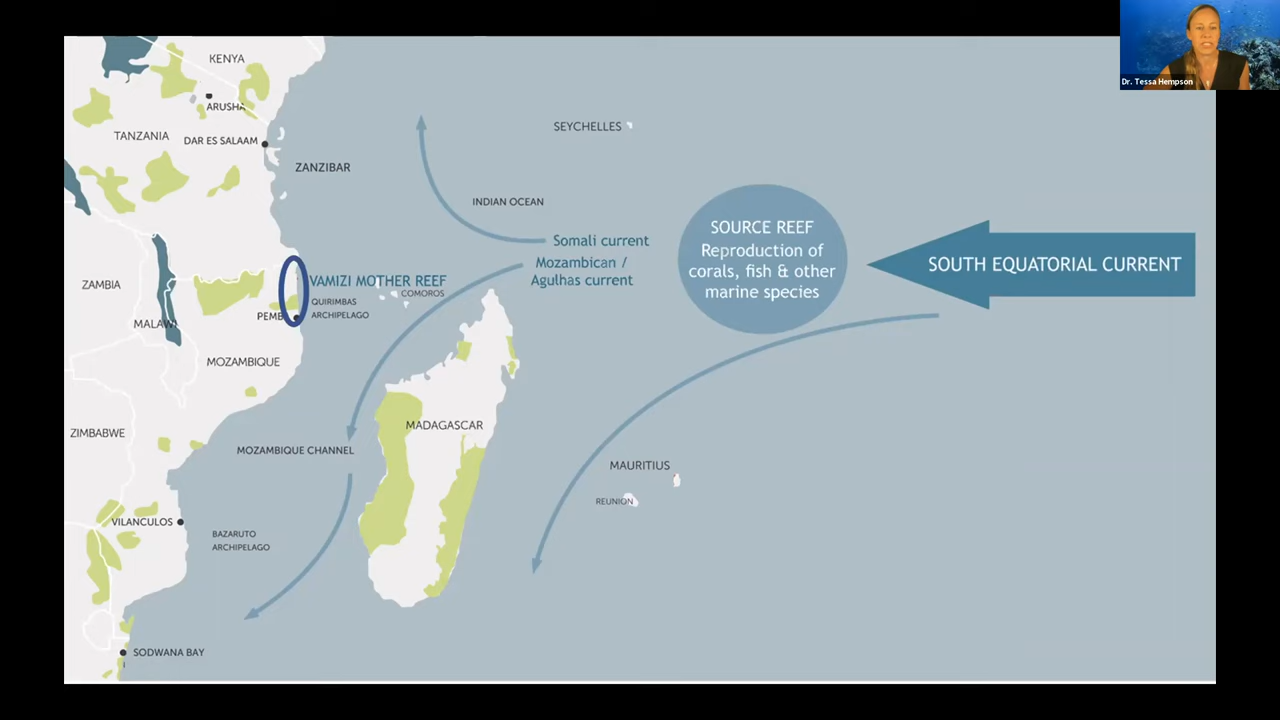 Dr. Tessa Hempson
KENYA
ARUSHA
TANZANIA
DAR ES SALAAM
ZANZIBAR
SEYCHELLES
INDIAN OCEAN
Somali current
Mozambican /
Agulhas current
SOURCE REEF
Reproduction of
corals, fish & other
marine species
SOUTH EQUATORIAL CURRENT
ZAMBIA
VAMIZI MOTHER REEF
COMOROS
QUIRIMBAS
ARCHIPELAGO
PEMB
MALAWI
MOZAMBIQUE
ZIMBABWE
MADAGASCAR
MOZAMBIQUE CHANNEL
MAURITIUS
REUNION
VILANCULOS
BAZARUTO
ARCHIPELAGO
SODWANA BAY